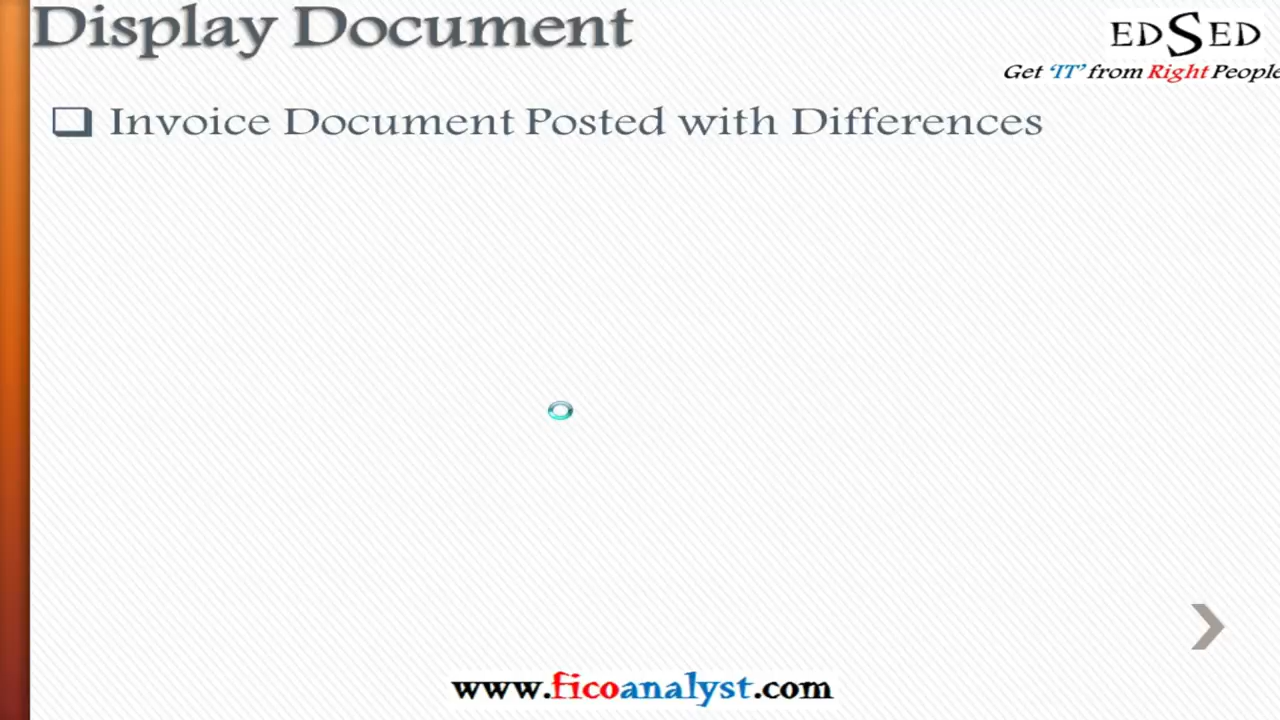 Display Document
EDSED
Get 'IT' from Right People
Invoice Document Posted with Differences
www.ficoanalyst.com